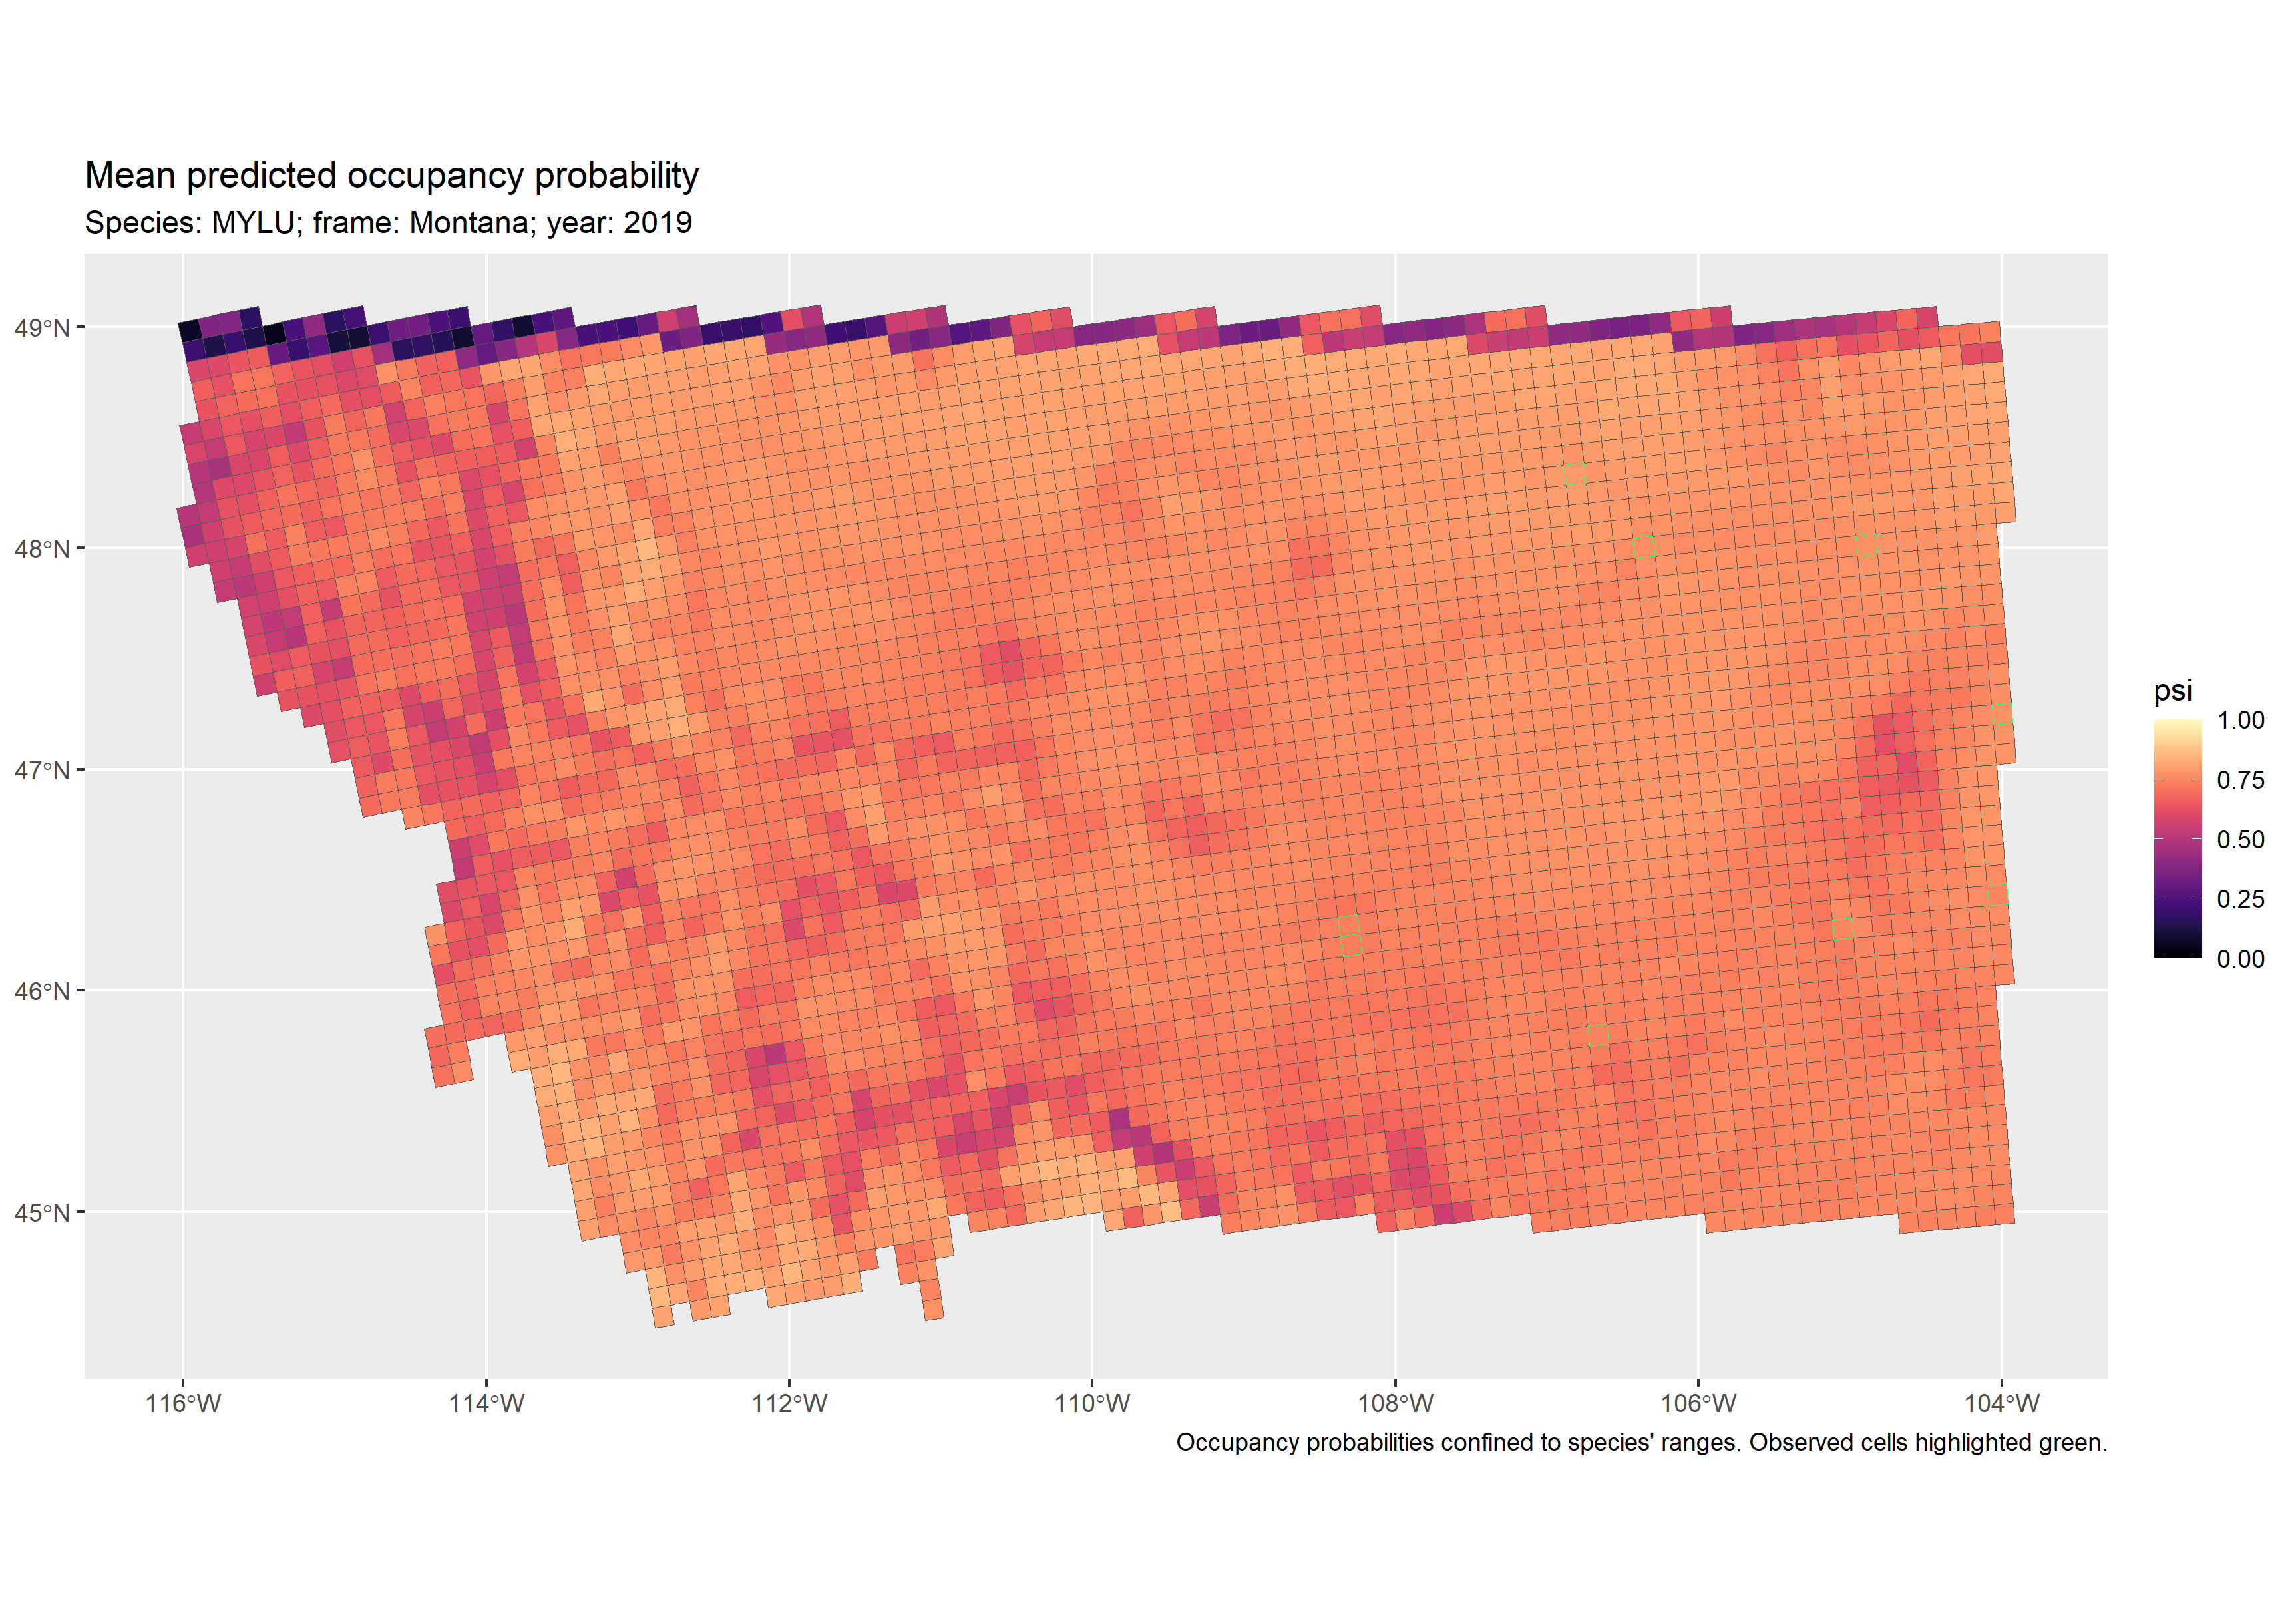 Mean predicted occupancy probability
Species: MYLU; frame: Montana; year: 2019
49°N
48°N
47°N
46°N
45°N
116°W
114°W
112°W
110°W
108°W
106°W
104°W
psi
1.00
0.75
0.50
0.25
0.00
Occupancy probabilities confined to species' ranges. Observed cells highlighted green.